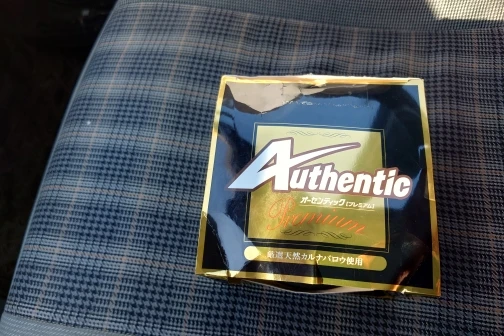 Authentic
オーセンティック[プレミアム]
Premium
厳選天然カルナバロウ使用